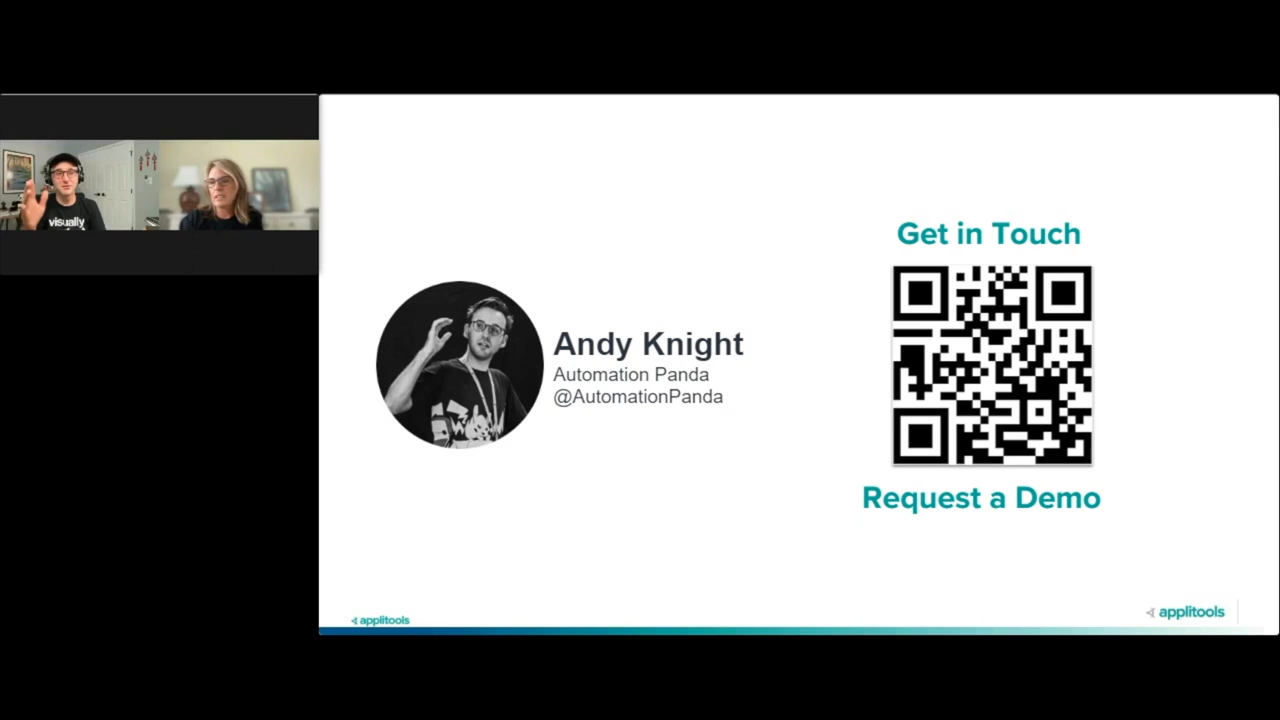 visually
Get in Touch
Andy Knight
Automation Panda
@AutomationPanda
Request a Demo
applitools
applitools